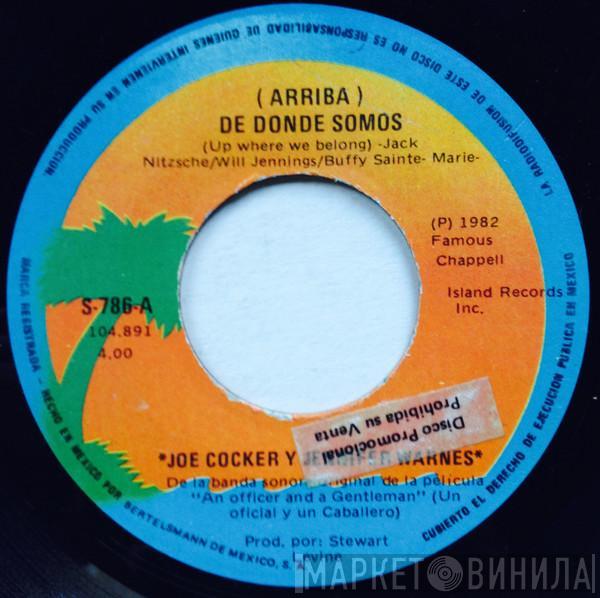 ( ARRIBA )
DE DONDE SOMOS
(Up where we belong) -Jack
Nitzsche/Will Jennings/Buffy Sainte- Marie-
(P) 1982
Famous
Chappell
Island Records
Inc.
S-786-A
104.891
4.00
Disco Promocional
Prohibida su Venta
*JOE COCKER Y JENNIFER WARNES*
De la banda sonora original de la película
"An officer and a Gentleman" (Un
oficial y un Caballero)
Prod. por: Stewart
Levine
MARCA REGISTRADA - HECHO EN MEXICO POR BERTELSMANN DE MEXICO, S.A.
CUBIERTO EL DERECHO DE EJECUCION PUBLICA EN MEXICO
LA RADIODIFUSION DE ESTE DISCO NO ES RESPONSABILIDAD DE QUIENES INTERVIENEN EN SU PRODUCCION
МАРКЕТВИНИЛА